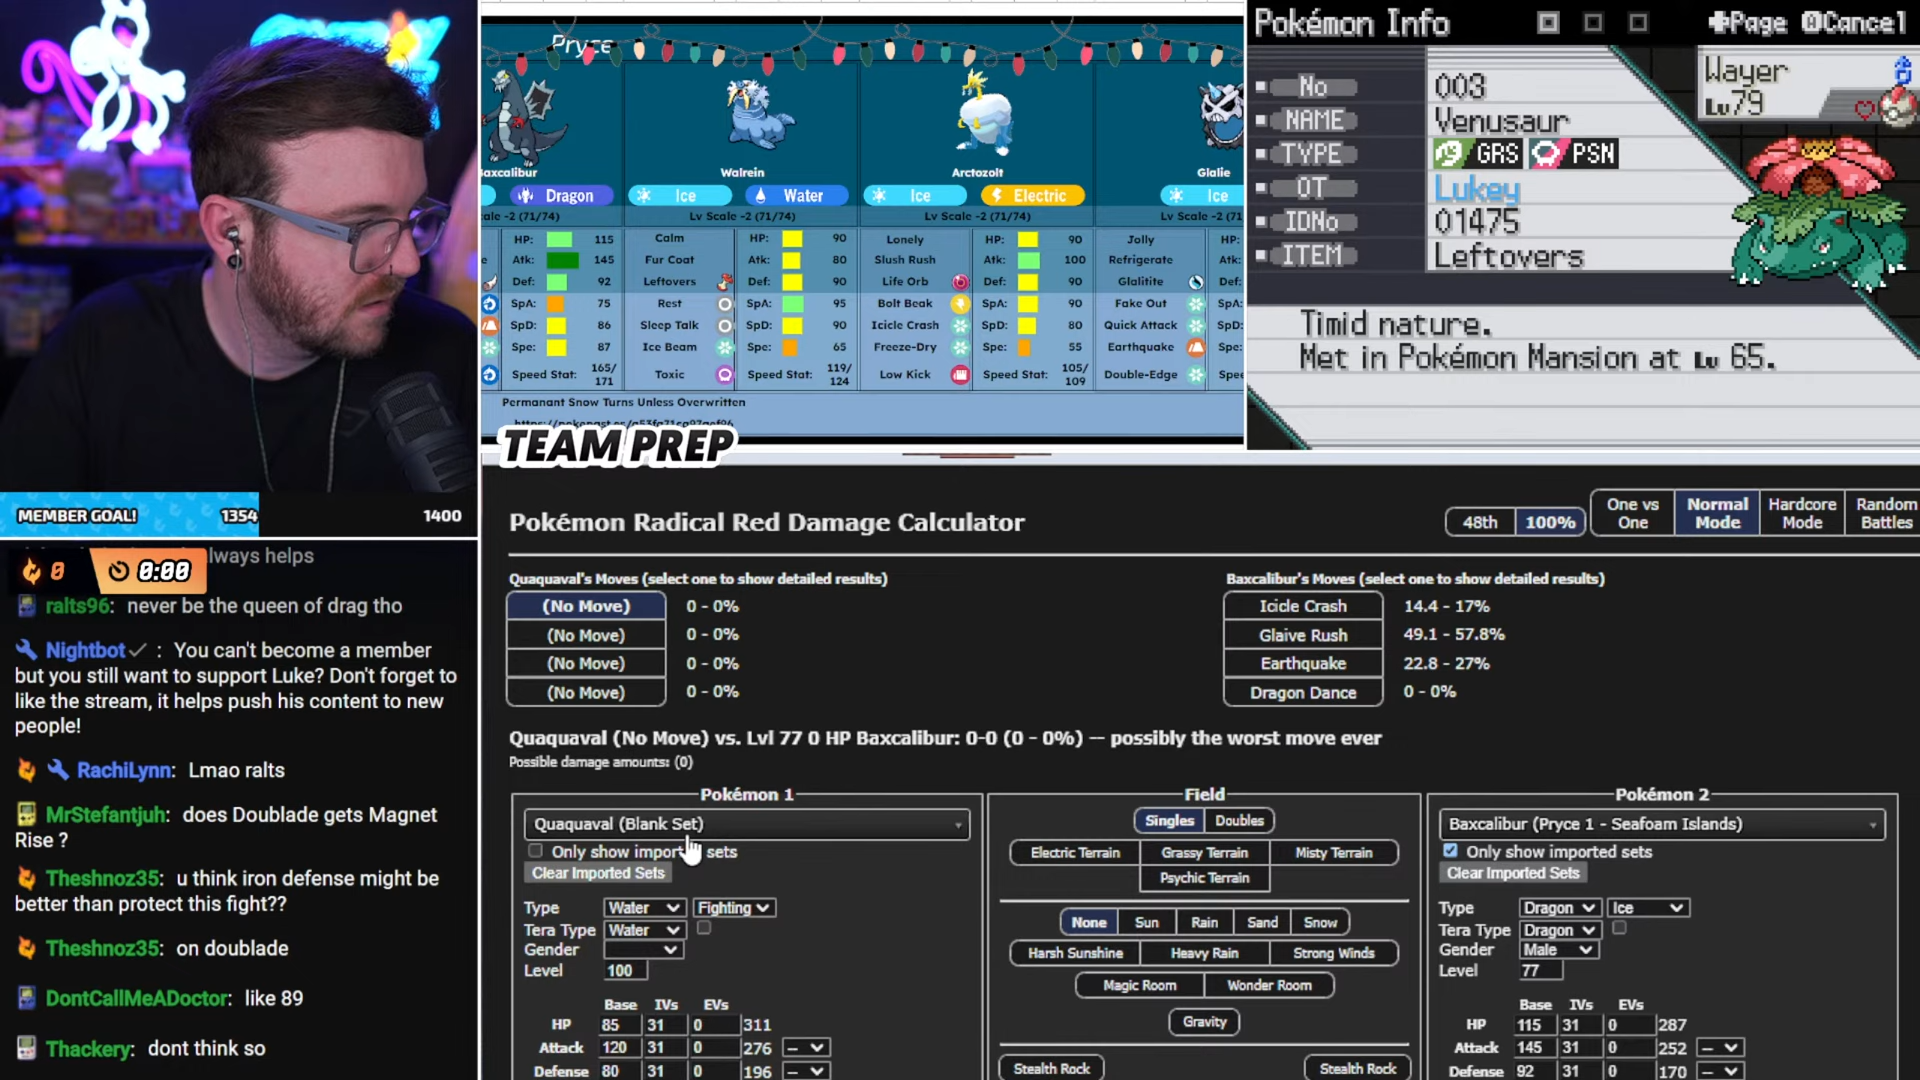 Pryce
Baxcalibur
Walrein
Arctozolt
Glalie
Dragon
Ice
Water
Ice
Electric
Ice
cale -2 (71/74)
Lv Scale -2 (71/74)
Lv Scale -2 (71/74)
Lv Scale -2 (71/74)
HP: 115 Calm HP: 90 Lonely HP: 90 Jolly HP:
Atk: 145 Fur Coat Atk: 80 Slush Rush Atk: 100 Refrigerate Atk:
Def: 92 Leftovers Def: 90 Life Orb Def: 90 Glalitite Def:
SpA: 75 Rest SpA: 95 Bolt Beak SpA: 90 Fake Out SpA:
SpD: 86 Sleep Talk SpD: 90 Icicle Crash SpD: 80 Quick Attack SpD:
Spe: 87 Ice Beam Spe: 65 Freeze-Dry Spe: 55 Earthquake Spe:
Speed Stat: 165/171 Toxic Speed Stat: 119/124 Low Kick Speed Stat: 105/109 Double-Edge Spee
Permanant Snow Turns Unless Overwritten
TEAM PREP
Pokémon Info
Page
A Cancel
No 003
NAME Venusaur
TYPE GRS PSN
OT Lukey
IDNo 01475
ITEM Leftovers
Wayer
Lv79
Timid nature.
Met in Pokémon Mansion at Lv 65.
MEMBER GOAL! 1354 1400
0 0:00
lways helps
ralts96: never be the queen of drag tho
Nightbot : You can't become a member
but you still want to support Luke? Don't forget to
like the stream, it helps push his content to new
people!
RachiLynn: Lmao ralts
MrStefantjuh: does Doublade gets Magnet
Rise ?
Theshnoz35: u think iron defense might be
better than protect this fight??
Theshnoz35: on doublade
DontCallMeADoctor: like 89
Thackery: dont think so
Pokémon Radical Red Damage Calculator
48th 100%
One vs One
Normal Mode
Hardcore Mode
Random Battles
Quaquaval's Moves (select one to show detailed results)
(No Move) 0 - 0%
(No Move) 0 - 0%
(No Move) 0 - 0%
(No Move) 0 - 0%
Baxcalibur's Moves (select one to show detailed results)
Icicle Crash 14.4 - 17%
Glaive Rush 49.1 - 57.8%
Earthquake 22.8 - 27%
Dragon Dance 0 - 0%
Quaquaval (No Move) vs. Lvl 77 0 HP Baxcalibur: 0-0 (0 - 0%) -- possibly the worst move ever
Possible damage amounts: (0)
Pokémon 1
Quaquaval (Blank Set)
Only show impor sets
Clear Imported Sets
Type Water Fighting
Tera Type Water
Gender
Level 100
Base IVs EVs
HP 85 31 0 311
Attack 120 31 0 276 --
Defense 80 31 0 196 --
Field
Singles Doubles
Electric Terrain Grassy Terrain Misty Terrain
Psychic Terrain
None Sun Rain Sand Snow
Harsh Sunshine Heavy Rain Strong Winds
Magic Room Wonder Room
Gravity
Stealth Rock Stealth Rock
Pokémon 2
Baxcalibur (Pryce 1 - Seafoam Islands)
Only show imported sets
Clear Imported Sets
Type Dragon Ice
Tera Type Dragon
Gender Male
Level 77
Base IVs EVs
HP 115 31 0 287
Attack 145 31 0 252 --
Defense 92 31 0 170 --